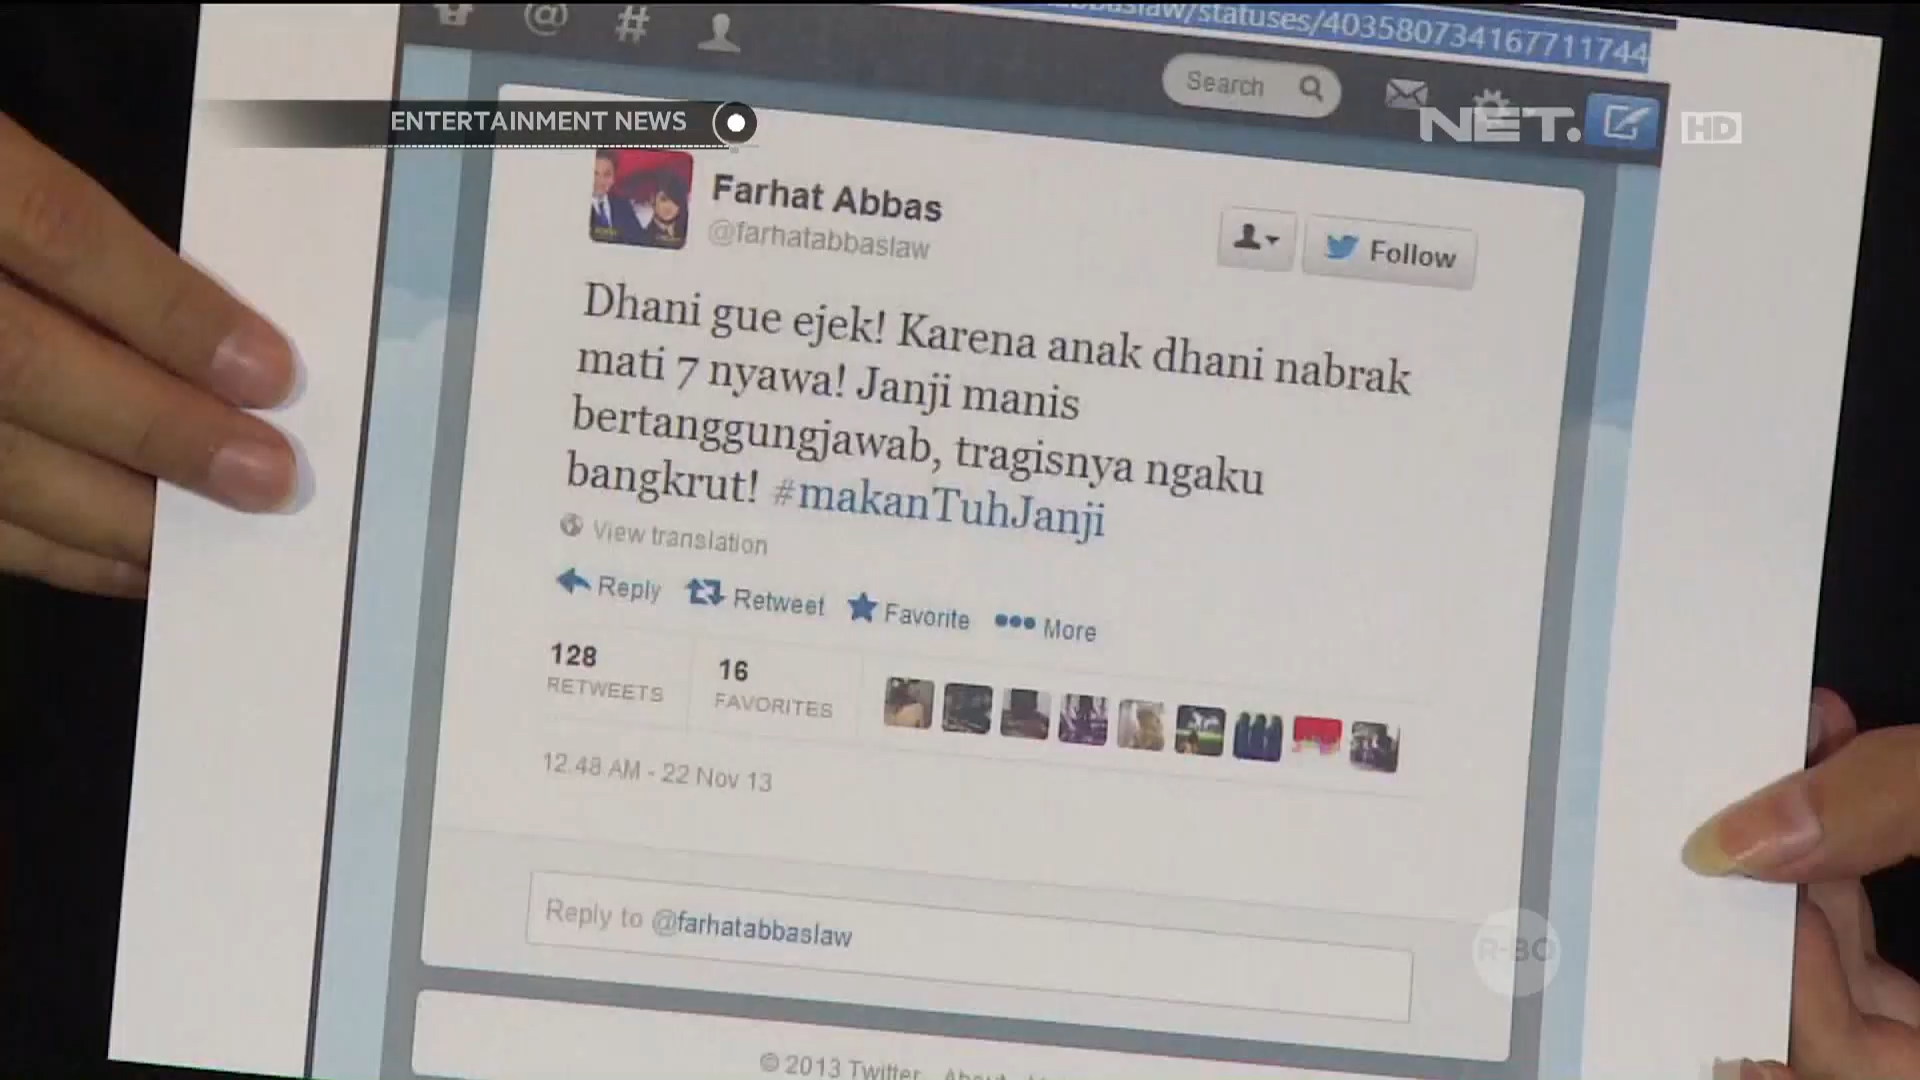 statuses/403580734167711744
@
#
Search
ENTERTAINMENT NEWS
NET.
HD
Farhat Abbas
@farhatabbaslaw
Follow
Dhani gue ejek! Karena anak dhani nabrak
mati 7 nyawa! Janji manis
bertanggungjawab, tragisnya ngaku
bangkrut! #makanTuhJanji
View translation
Reply
Retweet
Favorite
More
128
RETWEETS
16
FAVORITES
12.48 AM - 22 Nov 13
Reply to @farhatabbaslaw
R-BO
© 2013 Twitter
About